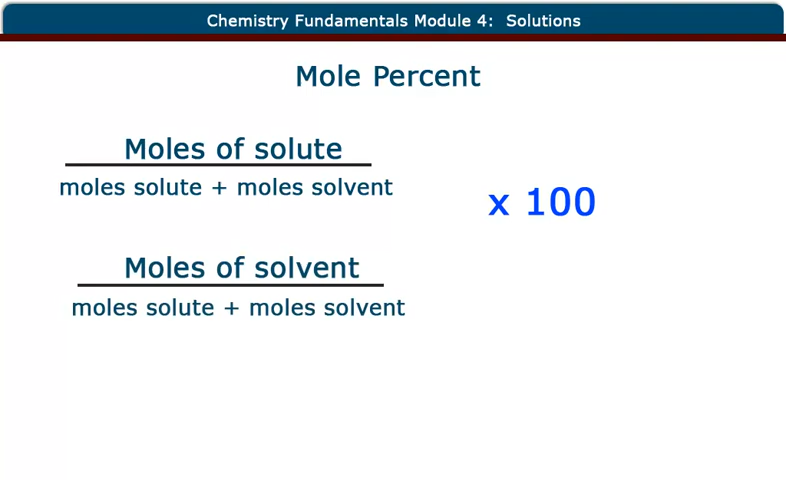 Chemistry Fundamentals Module 4:  Solutions
Mole Percent
Moles of solute
moles solute + moles solvent
x 100
Moles of solvent
moles solute + moles solvent